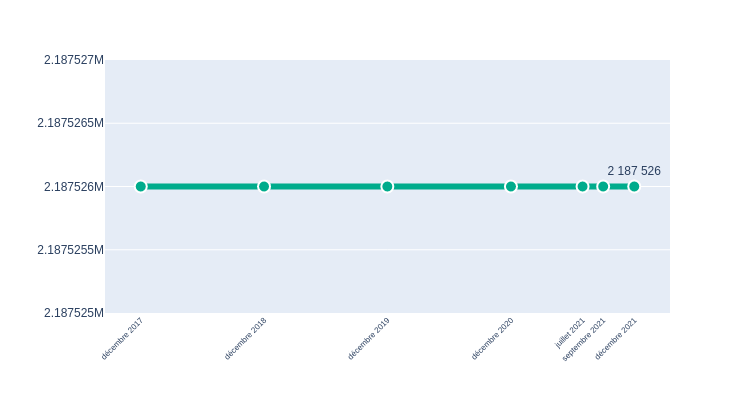 2.187527M
2.1875265M
2 187 526
2.187526M
2.1875255M
2.187525M
décembre 2017
décembre 2018
décembre 2019
décembre 2020
juillet 2021
septembre 2021
décembre 2021